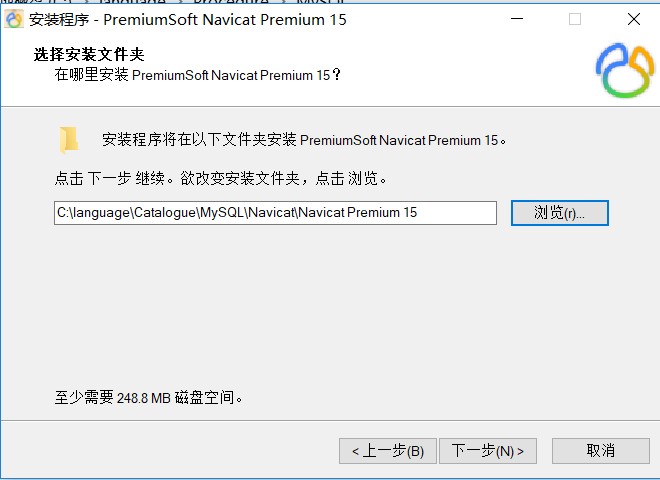 安装程序 - PremiumSoft Navicat Premium 15
选择安装文件夹
在哪里安装 PremiumSoft Navicat Premium 15?
安装程序将在以下文件夹安装 PremiumSoft Navicat Premium 15。
点击 下一步 继续。欲改变安装文件夹，点击 浏览。
C:\language\Catalogue\MySQL\Navicat\Navicat Premium 15
浏览(r)...
至少需要 248.8 MB 磁盘空间。
< 上一步(B)
下一步(N) >
取消